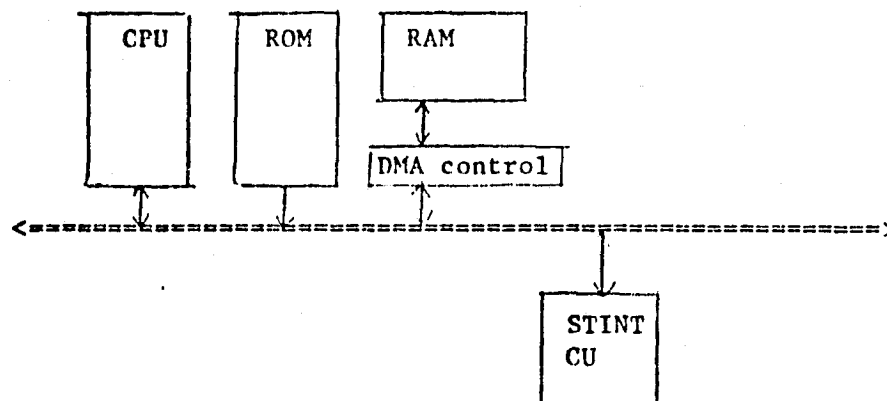 CPU
ROM
RAM
DMA control
STINT
CU